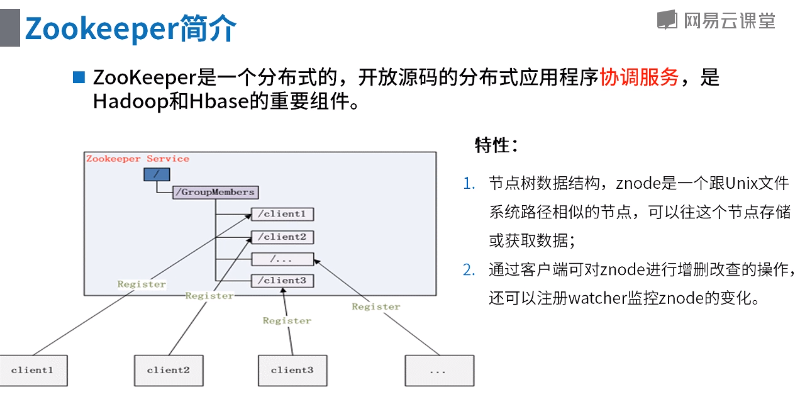 Zookeeper简介
网易云课堂
ZooKeeper是一个分布式的，开放源码的分布式应用程序协调服务，是
Hadoop和Hbase的重要组件。
Zookeeper Service
/
/GroupMembers
/client1
/client2
/...
/client3
Register
Register
Register
Register
client1
client2
client3
...
特性：
1. 节点树数据结构，znode是一个跟Unix文件
系统路径相似的节点，可以往这个节点存储
或获取数据；
2. 通过客户端可对znode进行增删改查的操作，
还可以注册watcher监控znode的变化。